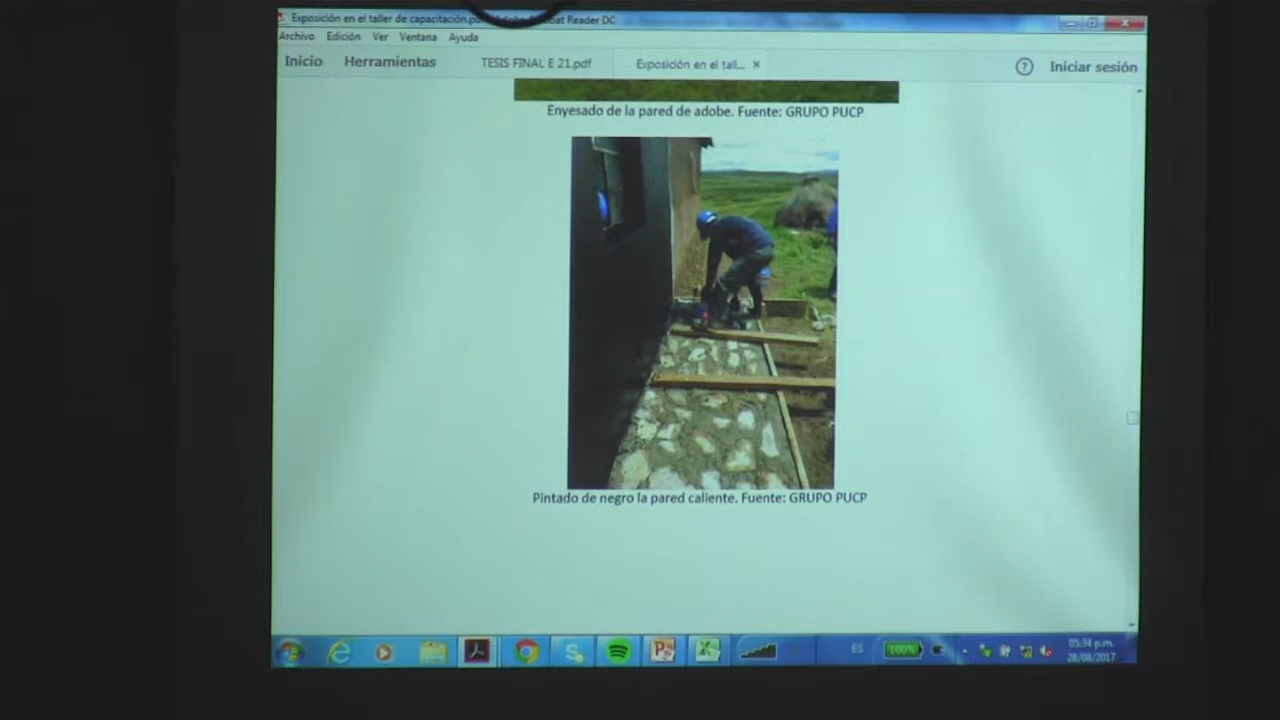 Exposición en el taller de capacitación.
bat Reader DC
Archivo Edición Ver Ventana Ayuda
Inicio Herramientas TESIS FINAL E 21.pdf Exposición en el tall... × ? Iniciar sesión
Enyesado de la pared de adobe. Fuente: GRUPO PUCP
Pintado de negro la pared caliente. Fuente: GRUPO PUCP
ES 100% 05:34 p.m.
28/08/2017